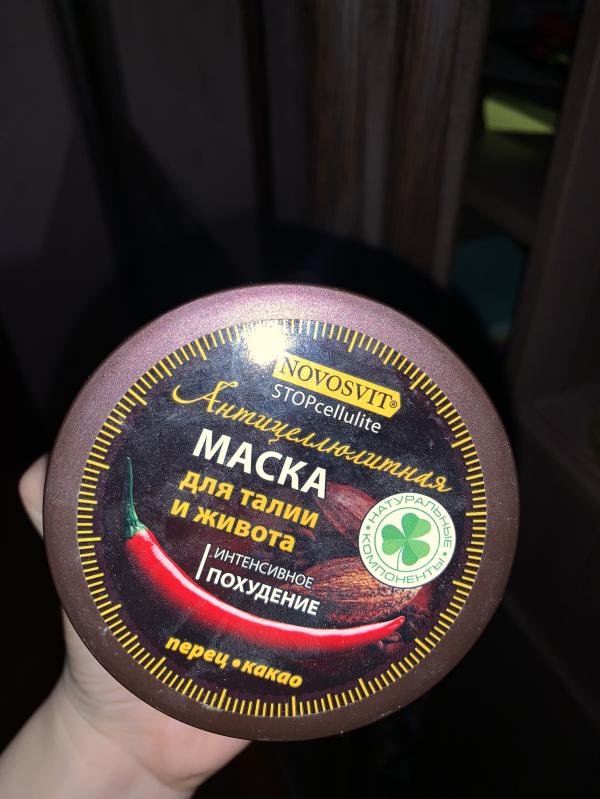 NOVOSVIT®
STOPcellulite
Антицеллюлитная
МАСКА
для талии
и живота
ИНТЕНСИВНОЕ
ПОХУДЕНИЕ
• НАТУРАЛЬНЫЕ •
КОМПОНЕНТЫ
перец • какао